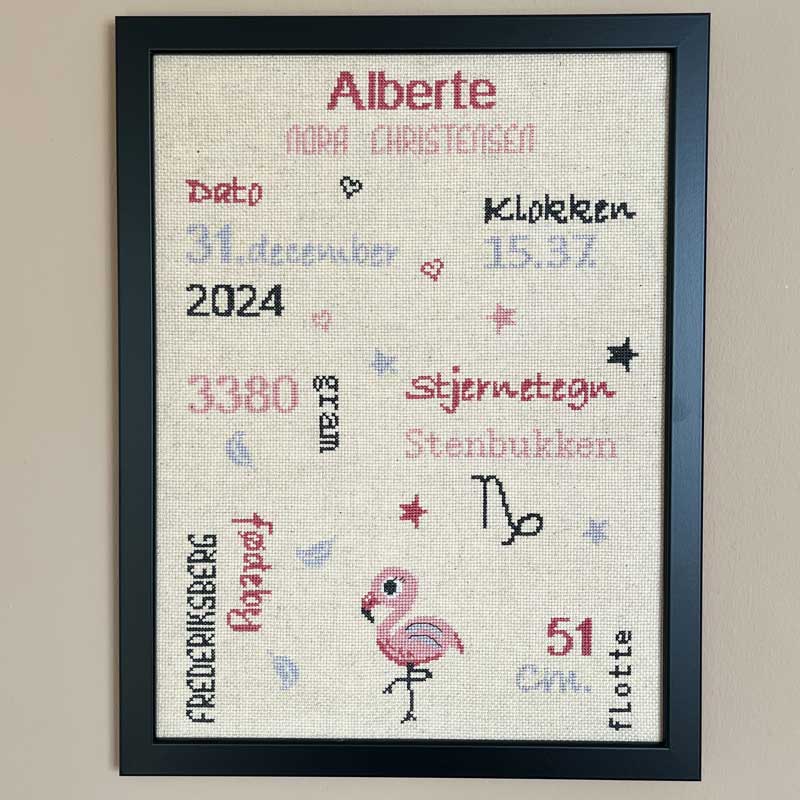 Alberte
NORA CHRISTENSEN
Dato
31.december
2024
Klokken
15.37
3380
gram
Stjernetegn
Stenbukken
FREDERIKSBERG
fødeby
51
cm.
flotte